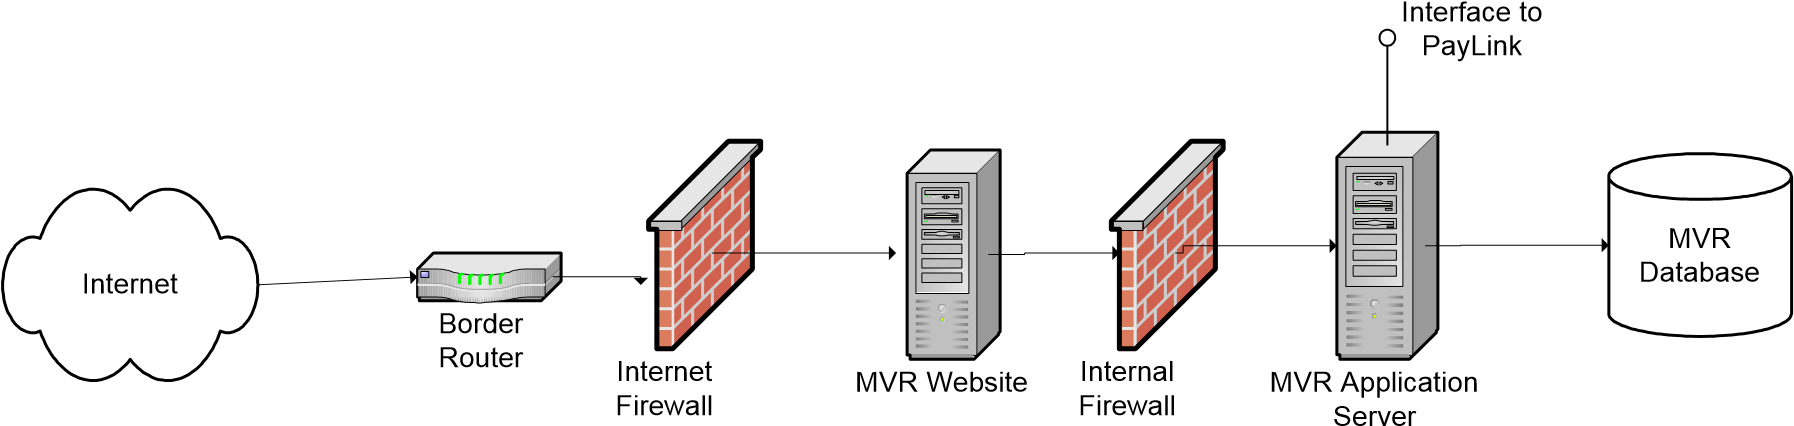 Interface to
PayLink
Internet
Border
Router
Internet
Firewall
MVR Website
Internal
Firewall
MVR Application
Server
MVR
Database